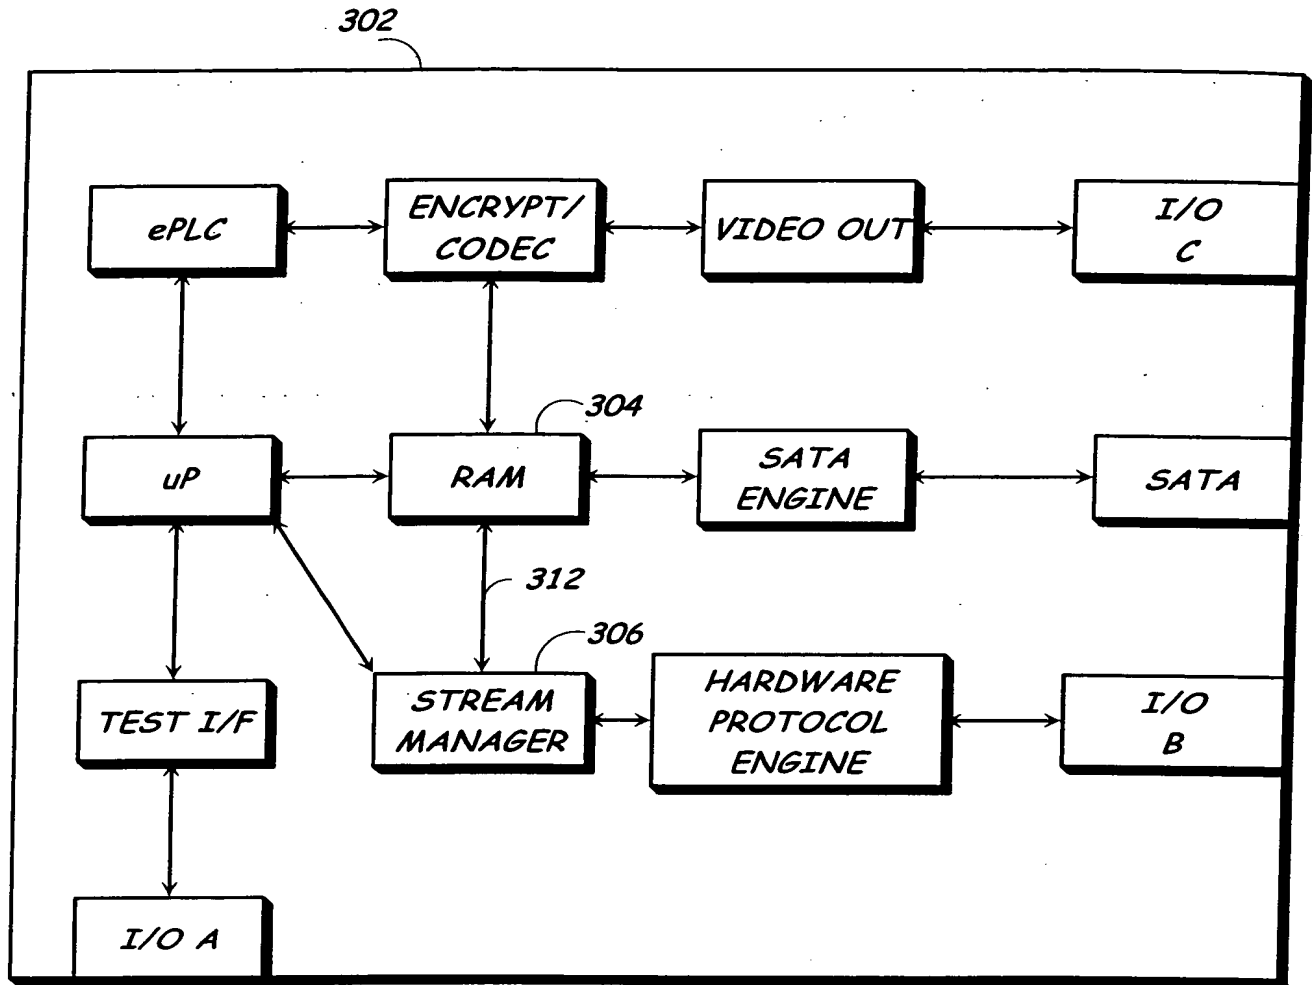 302
ePLC
ENCRYPT/
CODEC
VIDEO OUT
I/O
C
304
uP
RAM
SATA
ENGINE
SATA
312
306
TEST I/F
STREAM
MANAGER
HARDWARE
PROTOCOL
ENGINE
I/O
B
I/O A